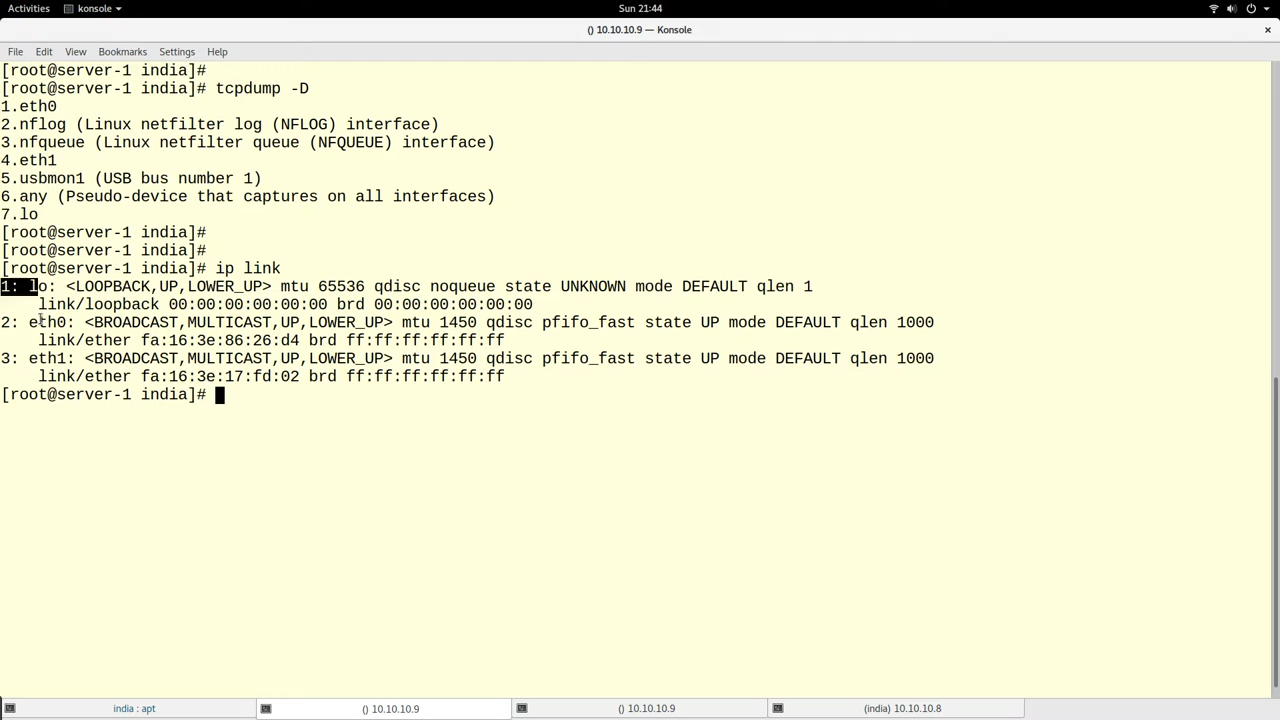 Activities konsole Sun 21:44
() 10.10.10.9 — Konsole ×
File Edit View Bookmarks Settings Help
[root@server-1 india]#
[root@server-1 india]# tcpdump -D
1.eth0
2.nflog (Linux netfilter log (NFLOG) interface)
3.nfqueue (Linux netfilter queue (NFQUEUE) interface)
4.eth1
5.usbmon1 (USB bus number 1)
6.any (Pseudo-device that captures on all interfaces)
7.lo
[root@server-1 india]#
[root@server-1 india]#
[root@server-1 india]# ip link
1: lo: <LOOPBACK,UP,LOWER_UP> mtu 65536 qdisc noqueue state UNKNOWN mode DEFAULT qlen 1
    link/loopback 00:00:00:00:00:00 brd 00:00:00:00:00:00
2: eth0: <BROADCAST,MULTICAST,UP,LOWER_UP> mtu 1450 qdisc pfifo_fast state UP mode DEFAULT qlen 1000
    link/ether fa:16:3e:86:26:d4 brd ff:ff:ff:ff:ff:ff
3: eth1: <BROADCAST,MULTICAST,UP,LOWER_UP> mtu 1450 qdisc pfifo_fast state UP mode DEFAULT qlen 1000
    link/ether fa:16:3e:17:fd:02 brd ff:ff:ff:ff:ff:ff
[root@server-1 india]#
india : apt () 10.10.10.9 () 10.10.10.9 (india) 10.10.10.8